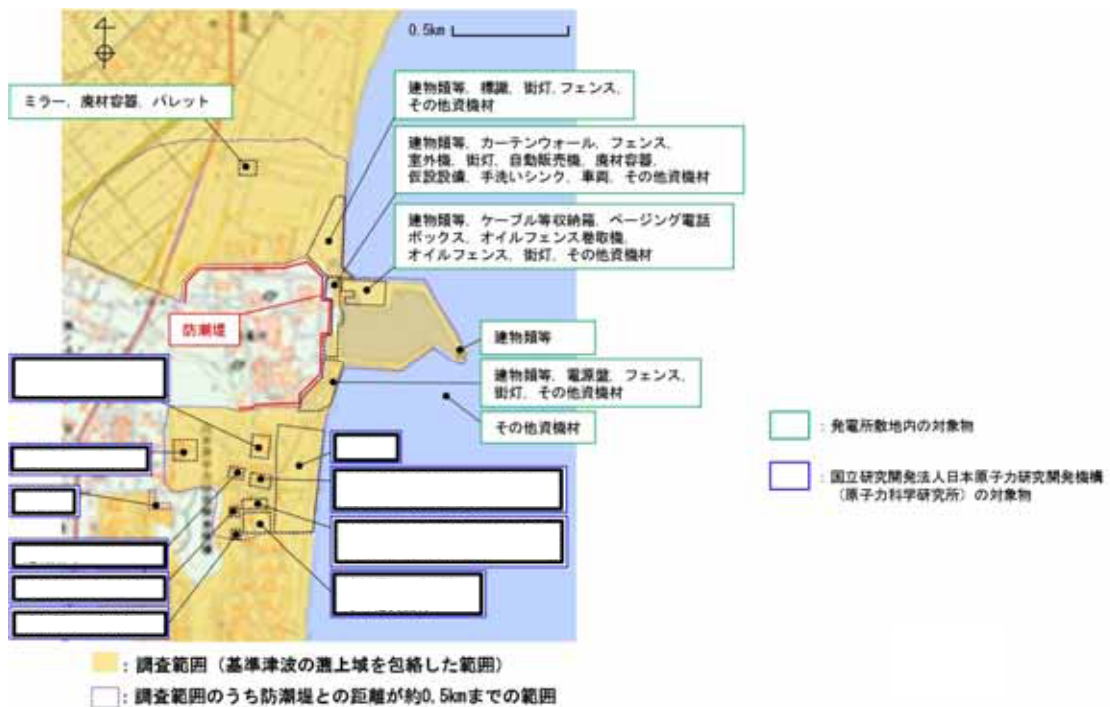 0.5km
建物類等，標識，街灯，フェンス，
その他資機材
ミラー，廃材容器，パレット
建物類等，カーテンウォール，フェンス，
室外機，街灯，自動販売機，廃材容器，
仮設設備，手洗いシンク，車両，その他資機材
建物類等，ケーブル等収納箱，ページング電話
ボックス，オイルフェンス巻取機，
オイルフェンス，街灯，その他資機材
防潮堤
建物類等
建物類等，電源盤，フェンス，
街灯，その他資機材
その他資機材
：発電所敷地内の対象物
：国立研究開発法人日本原子力研究開発機構
（原子力科学研究所）の対象物
：調査範囲（基準津波の遡上域を包絡した範囲）
：調査範囲のうち防潮堤との距離が約0.5kmまでの範囲